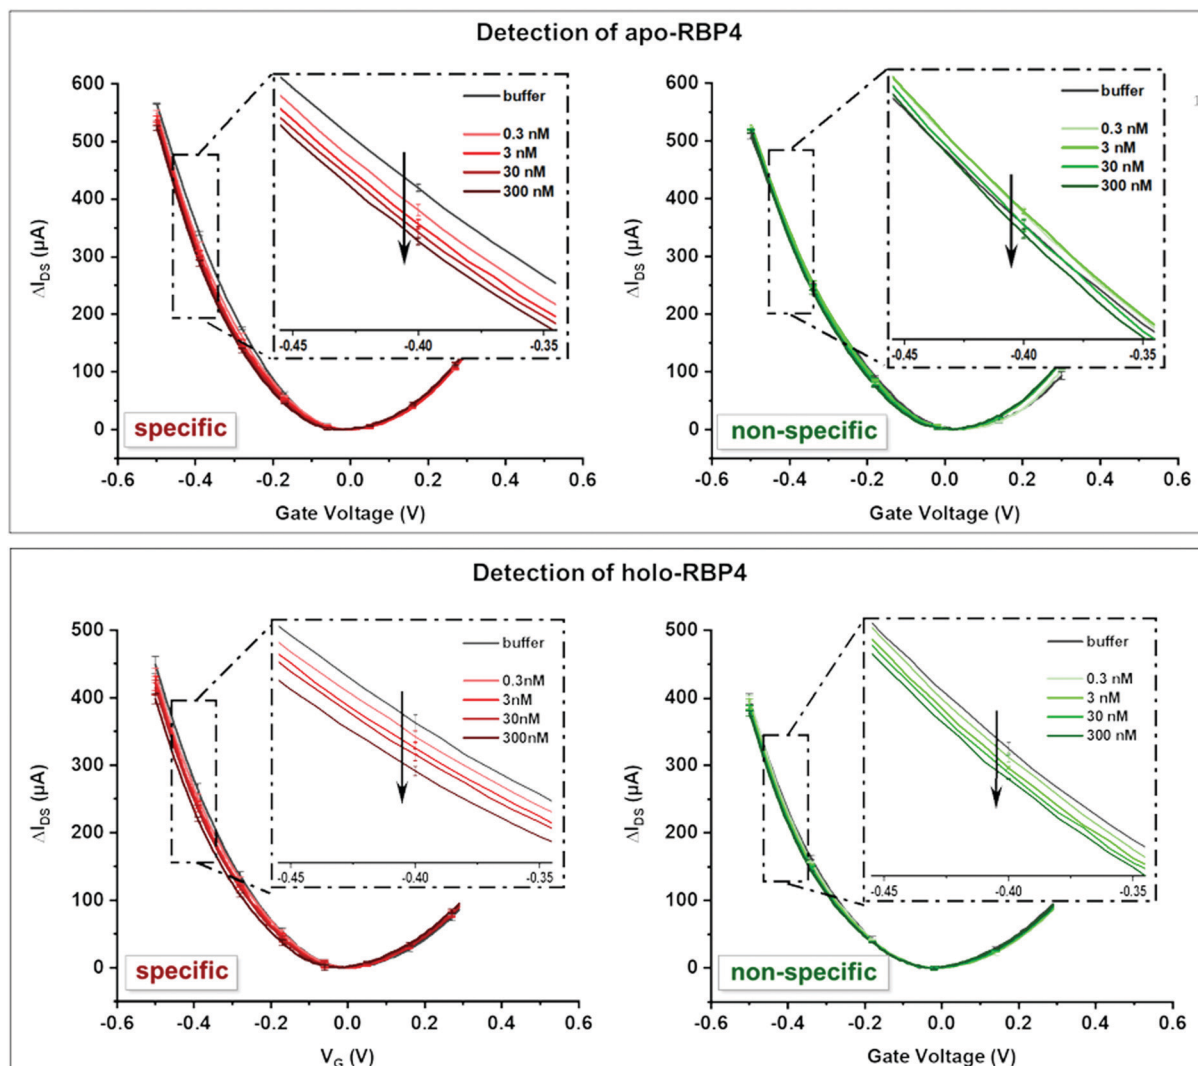 Detection of apo-RBP4
600
500
400
300
200
100
0
ΔIDS (µA)
buffer
0.3 nM
3 nM
30 nM
300 nM
-0.45
-0.40
-0.35
specific
-0.6
-0.4
-0.2
0.0
0.2
0.4
0.6
Gate Voltage (V)
600
500
400
300
200
100
0
ΔIDS (µA)
buffer
0.3 nM
3 nM
30 nM
300 nM
-0.45
-0.40
-0.35
non-specific
-0.6
-0.4
-0.2
0.0
0.2
0.4
0.6
Gate Voltage (V)
1
Detection of holo-RBP4
500
400
300
200
100
0
ΔIDS (µA)
buffer
0.3nM
3nM
30nM
300nM
-0.45
-0.40
-0.35
specific
-0.6
-0.4
-0.2
0.0
0.2
0.4
0.6
VG (V)
500
400
300
200
100
0
ΔIDS (µA)
buffer
0.3 nM
3 nM
30 nM
300 nM
-0.45
-0.40
-0.35
non-specific
-0.6
-0.4
-0.2
0.0
0.2
0.4
0.6
Gate Voltage (V)